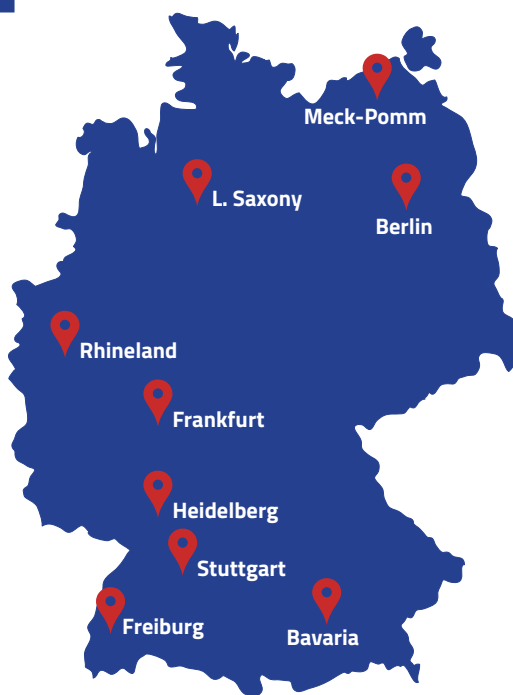 Meck-Pomm
L. Saxony
Berlin
Rhineland
Frankfurt
Heidelberg
Stuttgart
Freiburg
Bavaria